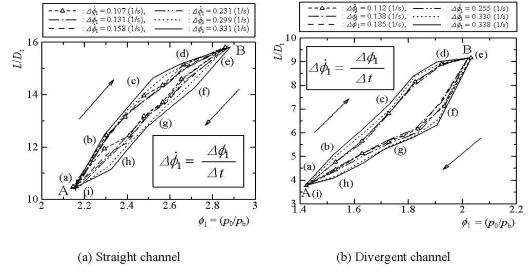 : Δϕ̇₁ = 0.107 (1/s), : Δϕ̇₁ = 0.231 (1/s)
: Δϕ̇₁ = 0.131 (1/s), : Δϕ̇₁ = 0.299 (1/s)
: Δϕ̇₁ = 0.158 (1/s), : Δϕ̇₁ = 0.331 (1/s)
L/Dₜ
16
14
12
10
2 2.2 2.4 2.6 2.8 3
ϕ₁ = (p₀/pᵦ)
A
B
(a)
(b)
(c)
(d)
(e)
(f)
(g)
(h)
(i)
Δϕ̇₁ = Δϕ₁ / Δt
(a) Straight channel
: Δϕ̇₁ = 0.112 (1/s), : Δϕ̇₁ = 0.255 (1/s)
: Δϕ̇₁ = 0.138 (1/s), : Δϕ̇₁ = 0.330 (1/s)
: Δϕ̇₁ = 0.185 (1/s), : Δϕ̇₁ = 0.338 (1/s)
L/Dₜ
11
10
9
8
7
6
5
4
3
1.4 1.6 1.8 2 2.2
ϕ₁ = (p₀/pᵦ)
A
B
(a)
(b)
(c)
(d)
(e)
(f)
(g)
(h)
(i)
Δϕ̇₁ = Δϕ₁ / Δt
(b) Divergent channel